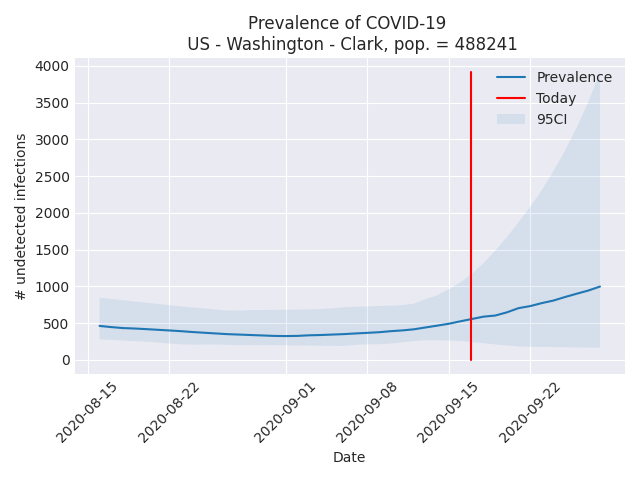 Prevalence of COVID-19
US - Washington - Clark, pop. = 488241
# undetected infections
4000
3500
3000
2500
2000
1500
1000
500
0
Prevalence
Today
95CI
2020-08-15
2020-08-22
2020-09-01
2020-09-08
2020-09-15
2020-09-22
Date